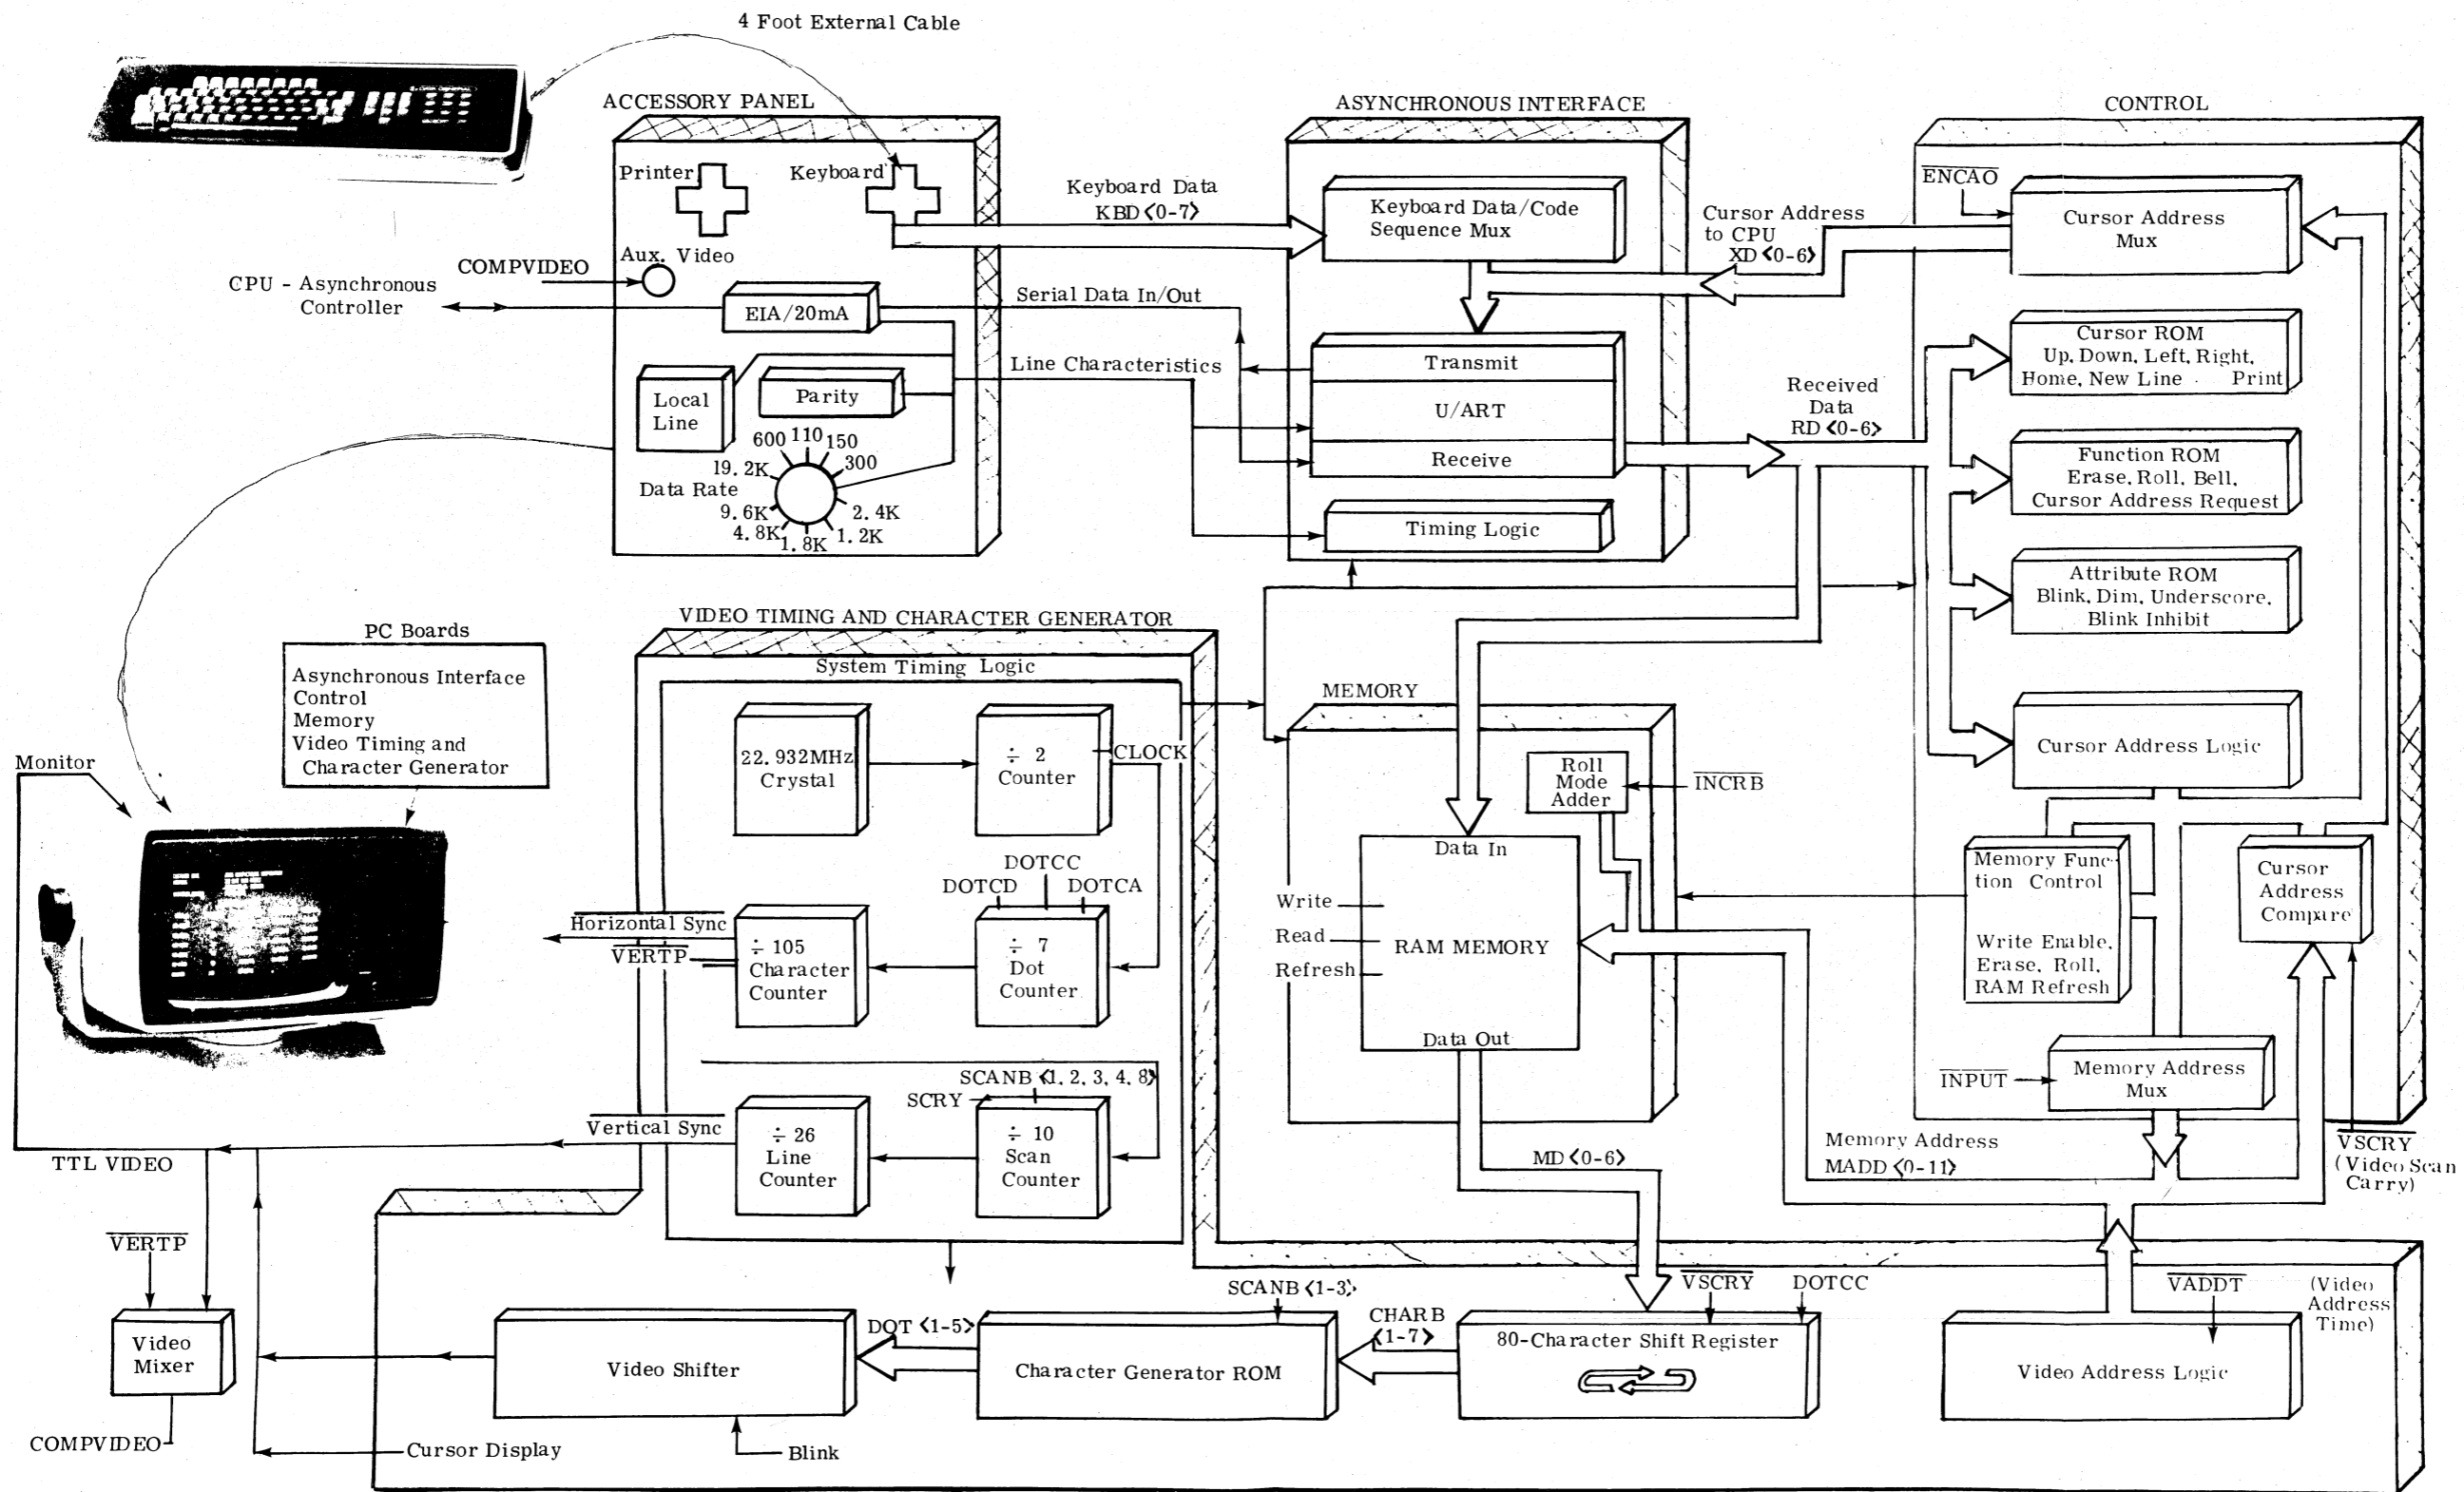 4 Foot External Cable
ACCESSORY PANEL
Printer
Keyboard
Aux. Video
COMPVIDEO
CPU - Asynchronous
Controller
EIA/20mA
Local
Line
Parity
600 110 150
19.2K 300
Data Rate
9.6K 2.4K
4.8K 1.8K 1.2K
Keyboard Data
KBD <0-7>
Serial Data In/Out
Line Characteristics
ASYNCHRONOUS INTERFACE
Keyboard Data/Code
Sequence Mux
Transmit
U/ART
Receive
Timing Logic
Cursor Address
to CPU
XD <0-6>
Received
Data
RD <0-6>
CONTROL
ENCAO
Cursor Address
Mux
Cursor ROM
Up, Down, Left, Right,
Home, New Line Print
Function ROM
Erase, Roll, Bell,
Cursor Address Request
Attribute ROM
Blink, Dim, Underscore,
Blink Inhibit
Cursor Address Logic
Memory Func-
tion Control
Write Enable,
Erase, Roll,
RAM Refresh
Cursor
Address
Compare
INPUT
Memory Address
Mux
VSCRY
(Video Scan
Carry)
Memory Address
MADD <0-11>
PC Boards
Asynchronous Interface
Control
Memory
Video Timing and
Character Generator
Monitor
VIDEO TIMING AND CHARACTER GENERATOR
System Timing Logic
22.932MHz
Crystal
÷ 2
Counter
CLOCK
DOTCC
DOTCD
DOTCA
Horizontal Sync
VERTP
÷ 105
Character
Counter
÷ 7
Dot
Counter
SCANB <1, 2, 3, 4, 8>
SCRY
Vertical Sync
÷ 26
Line
Counter
÷ 10
Scan
Counter
MEMORY
Roll
Mode
Adder
INCRB
Data In
Write
Read
Refresh
RAM MEMORY
Data Out
MD <0-6>
TTL VIDEO
VERTP
Video
Mixer
COMPVIDEO
Cursor Display
Video Shifter
Blink
DOT <1-5>
SCANB <1-3>
Character Generator ROM
CHARB
<1-7>
VSCRY
DOTCC
80-Character Shift Register
VADDT
(Video
Address
Time)
Video Address Logic